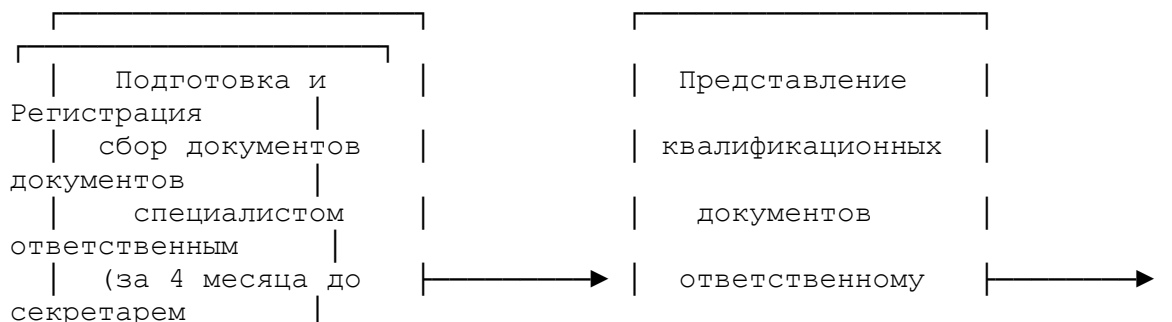 Подготовка и Представление
Регистрация
сбор документов квалификационных
документов
специалистом документов
ответственным
(за 4 месяца до ответственному
секретарем